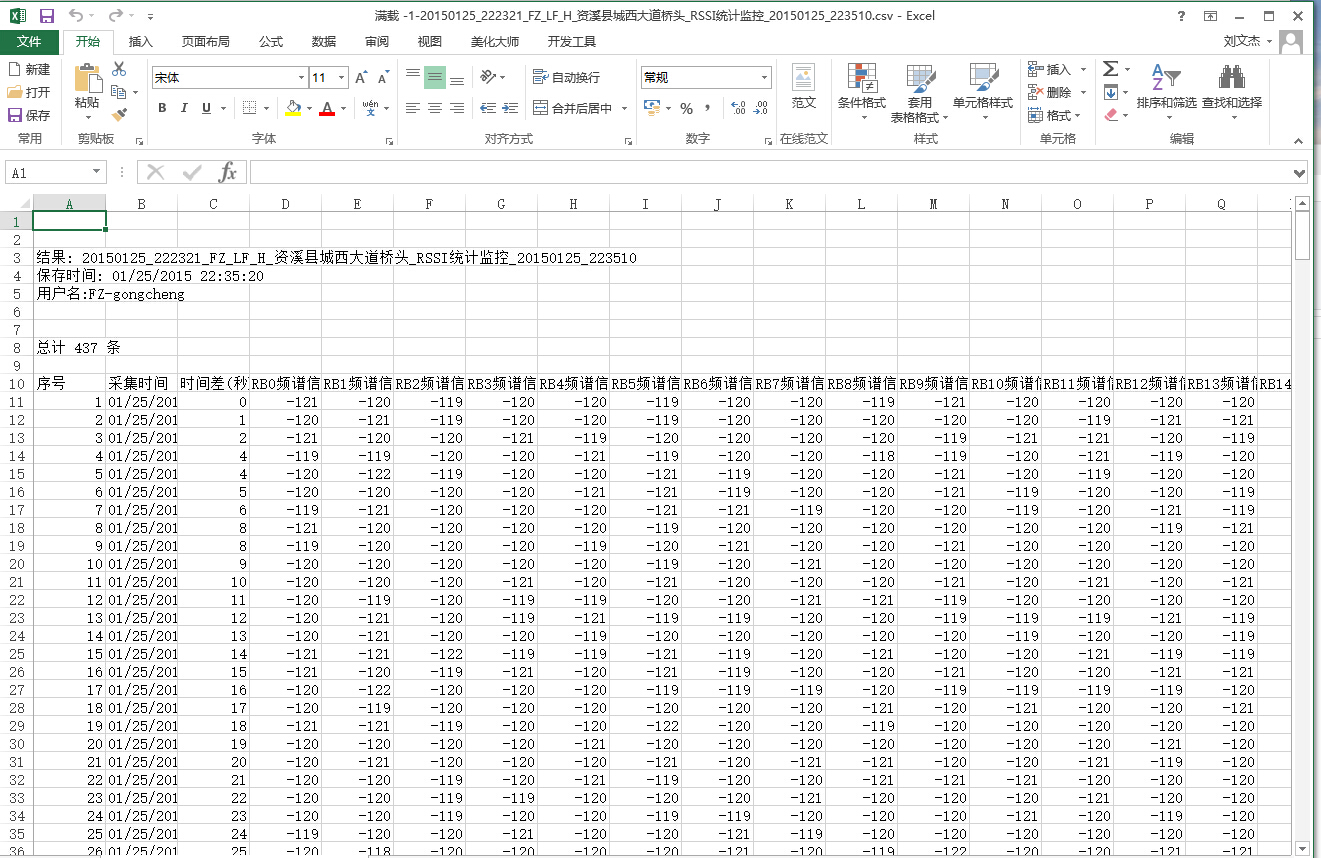 满载 -1-20150125_222321_FZ_LF_H_资溪县城西大道桥头_RSSI统计监控_20150125_223510.csv - Excel
文件 开始 插入 页面布局 公式 数据 审阅 视图 美化大师 开发工具 刘文杰
新建 打开 保存 常用
粘贴 剪贴板
宋体 11 B I U wén 文 字体
自动换行 合并后居中 对齐方式
常规 % 数字
范文 在线范文
条件格式 套用 表格格式 单元格样式 样式
插入 删除 格式 单元格
排序和筛选 查找和选择 编辑
A1 fx
A B C D E F G H I J K L M N O P Q
1
2
3 结果: 20150125_222321_FZ_LF_H_资溪县城西大道桥头_RSSI统计监控_20150125_223510
4 保存时间: 01/25/2015 22:35:20
5 用户名:FZ-gongcheng
6
7
8 总计 437 条
9
10 序号 采集时间 时间差(秒 RB0频谱信 RB1频谱信 RB2频谱信 RB3频谱信 RB4频谱信 RB5频谱信 RB6频谱信 RB7频谱信 RB8频谱信 RB9频谱信 RB10频谱信 RB11频谱信 RB12频谱信 RB13频谱信 RB14
11 1 01/25/201 0 -121 -120 -119 -120 -120 -119 -120 -120 -119 -121 -120 -120 -120 -120
12 2 01/25/201 1 -120 -121 -119 -120 -120 -119 -120 -120 -120 -120 -120 -119 -121 -121
13 3 01/25/201 2 -121 -120 -120 -121 -119 -120 -120 -120 -120 -119 -121 -121 -120 -119
14 4 01/25/201 4 -119 -119 -120 -120 -121 -119 -120 -120 -118 -119 -120 -121 -119 -120
15 5 01/25/201 4 -120 -122 -119 -120 -120 -121 -119 -120 -120 -121 -120 -119 -120 -120
16 6 01/25/201 5 -120 -120 -120 -120 -121 -121 -119 -120 -120 -121 -119 -120 -120 -119
17 7 01/25/201 6 -119 -121 -120 -120 -120 -121 -121 -119 -120 -120 -119 -120 -121 -119
18 8 01/25/201 8 -121 -120 -120 -120 -120 -119 -120 -120 -120 -120 -120 -120 -119 -121
19 9 01/25/201 8 -119 -120 -120 -120 -119 -120 -121 -120 -120 -121 -120 -120 -120 -120
20 10 01/25/201 9 -120 -120 -120 -120 -120 -119 -120 -121 -120 -120 -120 -121 -120 -121
21 11 01/25/201 10 -120 -120 -120 -121 -120 -121 -120 -120 -120 -121 -120 -121 -120 -121
22 12 01/25/201 11 -120 -119 -120 -119 -119 -120 -120 -121 -121 -119 -120 -119 -120 -120
23 13 01/25/201 12 -120 -121 -120 -119 -121 -119 -119 -120 -120 -120 -119 -119 -121 -119
24 14 01/25/201 13 -120 -121 -120 -120 -119 -120 -121 -120 -119 -120 -119 -120 -120 -119
25 15 01/25/201 14 -121 -121 -122 -119 -119 -121 -119 -120 -119 -121 -120 -121 -119 -119
26 16 01/25/201 15 -121 -120 -120 -119 -121 -120 -121 -119 -120 -120 -120 -119 -121 -121
27 17 01/25/201 16 -120 -122 -120 -120 -120 -119 -119 -119 -120 -119 -119 -119 -119 -120
28 18 01/25/201 17 -120 -119 -120 -120 -120 -120 -120 -120 -121 -120 -120 -120 -121 -120
29 19 01/25/201 18 -121 -121 -119 -120 -120 -122 -120 -120 -119 -120 -120 -120 -120 -120
30 20 01/25/201 19 -120 -120 -120 -120 -121 -120 -120 -120 -120 -120 -120 -120 -121 -120
31 21 01/25/201 20 -120 -121 -120 -120 -120 -121 -120 -121 -120 -121 -120 -120 -119 -120
32 22 01/25/201 21 -120 -120 -119 -120 -121 -119 -120 -120 -120 -120 -121 -120 -120 -121
33 23 01/25/201 22 -120 -120 -119 -119 -120 -120 -120 -121 -120 -120 -120 -121 -120 -120
34 24 01/25/201 23 -120 -120 -119 -120 -120 -119 -119 -120 -120 -120 -121 -120 -119 -120
35 25 01/25/201 24 -119 -120 -120 -121 -120 -120 -121 -119 -120 -120 -119 -120 -120 -120
36 26 01/25/201 25 -120 -118 -120 -120 -120 -120 -121 -120 -119 -122 -120 -120 -121 -120